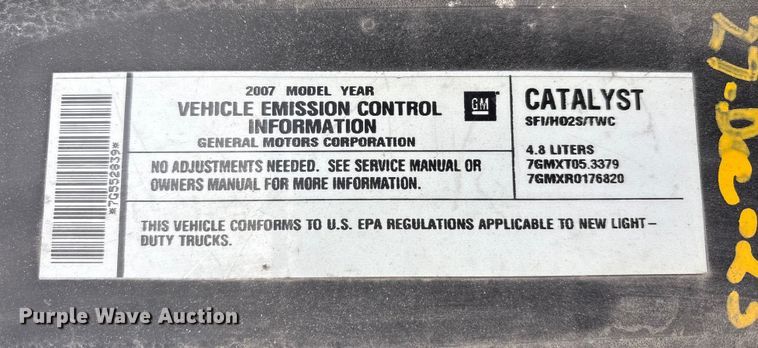 2007 MODEL YEAR
VEHICLE EMISSION CONTROL
INFORMATION
GENERAL MOTORS CORPORATION
GM
NO ADJUSTMENTS NEEDED. SEE SERVICE MANUAL OR
OWNERS MANUAL FOR MORE INFORMATION.
CATALYST
SFI/HO2S/TWC
4.8 LITERS
7GMXT05.3379
7GMXR0176820
THIS VEHICLE CONFORMS TO U.S. EPA REGULATIONS APPLICABLE TO NEW LIGHT-
DUTY TRUCKS.
*7G552839*
Purple Wave Auction